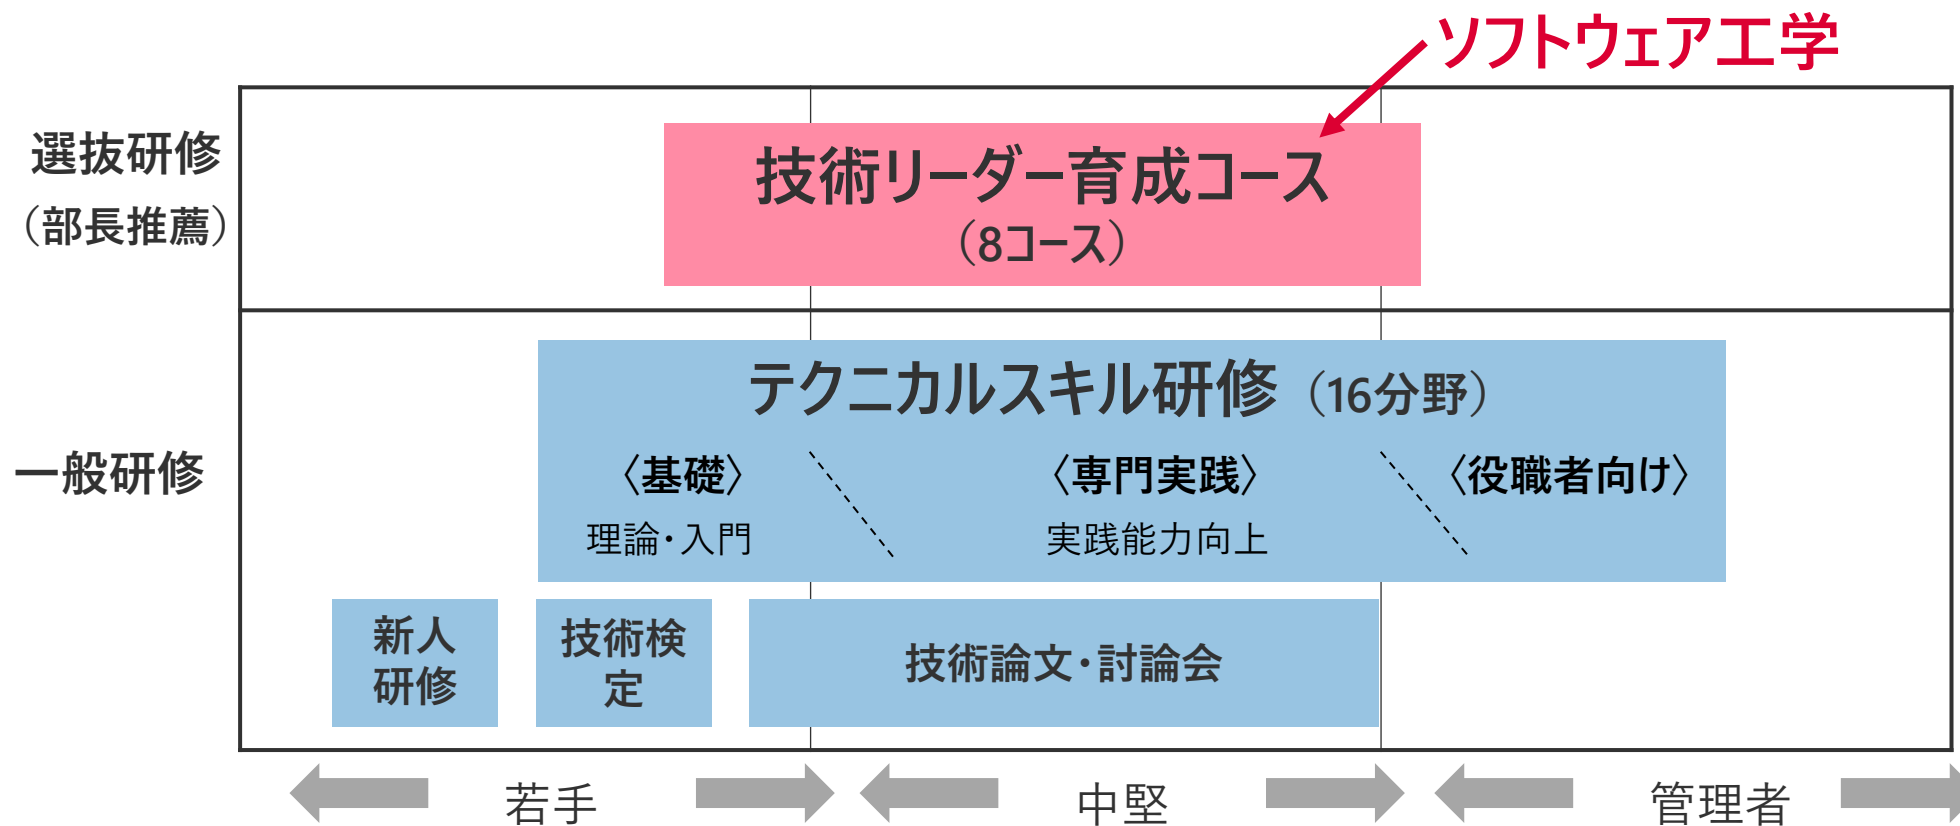 ソフトウェア工学
選抜研修
（部長推薦）
技術リーダー育成コース
（8コース）
一般研修
テクニカルスキル研修（16分野）
〈基礎〉
〈専門実践〉
〈役職者向け〉
理論・入門
実践能力向上
新人
研修
技術検
定
技術論文・討論会
若手
中堅
管理者